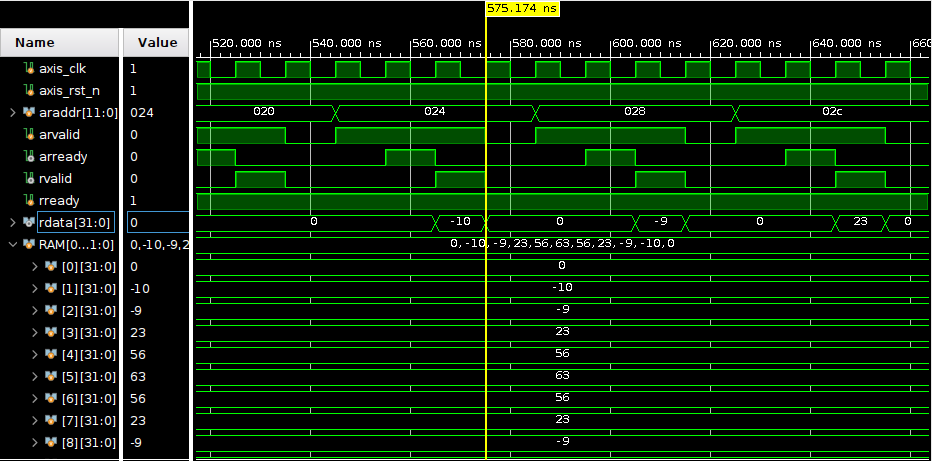 575.174 ns
Name Value
520.000 ns 540.000 ns 560.000 ns 580.000 ns 600.000 ns 620.000 ns 640.000 ns 660
axis_clk 1
axis_rst_n 1
araddr[11:0] 024 020 024 028 02c
arvalid 0
arready 0
rvalid 0
rready 1
rdata[31:0] 0 0 -10 0 -9 0 23 0
RAM[0...1:0] 0,-10,-9,2 0,-10,-9,23,56,63,56,23,-9,-10,0
[0][31:0] 0 0
[1][31:0] -10 -10
[2][31:0] -9 -9
[3][31:0] 23 23
[4][31:0] 56 56
[5][31:0] 63 63
[6][31:0] 56 56
[7][31:0] 23 23
[8][31:0] -9 -9